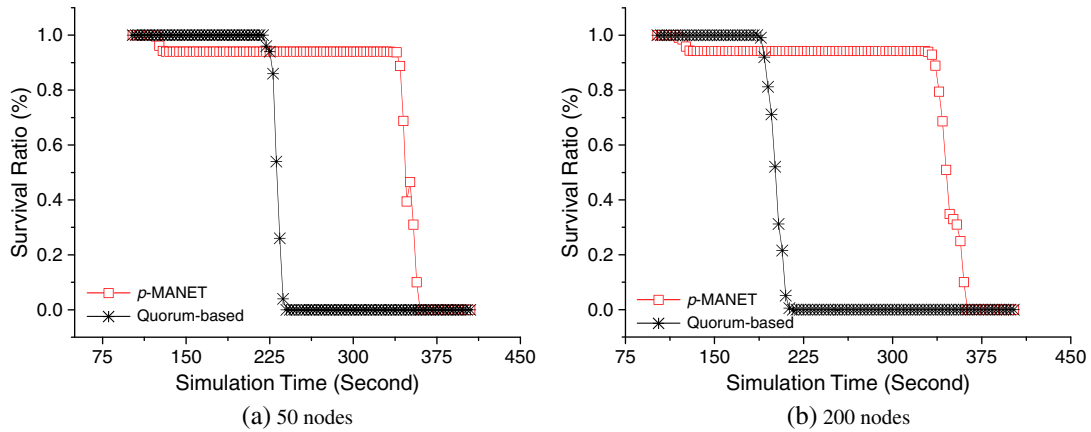 1.0
0.8
0.6
0.4
0.2
0.0
Survival Ratio (%)
p-MANET
Quorum-based
75 150 225 300 375 450
Simulation Time (Second)
(a) 50 nodes
1.0
0.8
0.6
0.4
0.2
0.0
Survival Ratio (%)
p-MANET
Quorum-based
75 150 225 300 375 450
Simulation Time (Second)
(b) 200 nodes